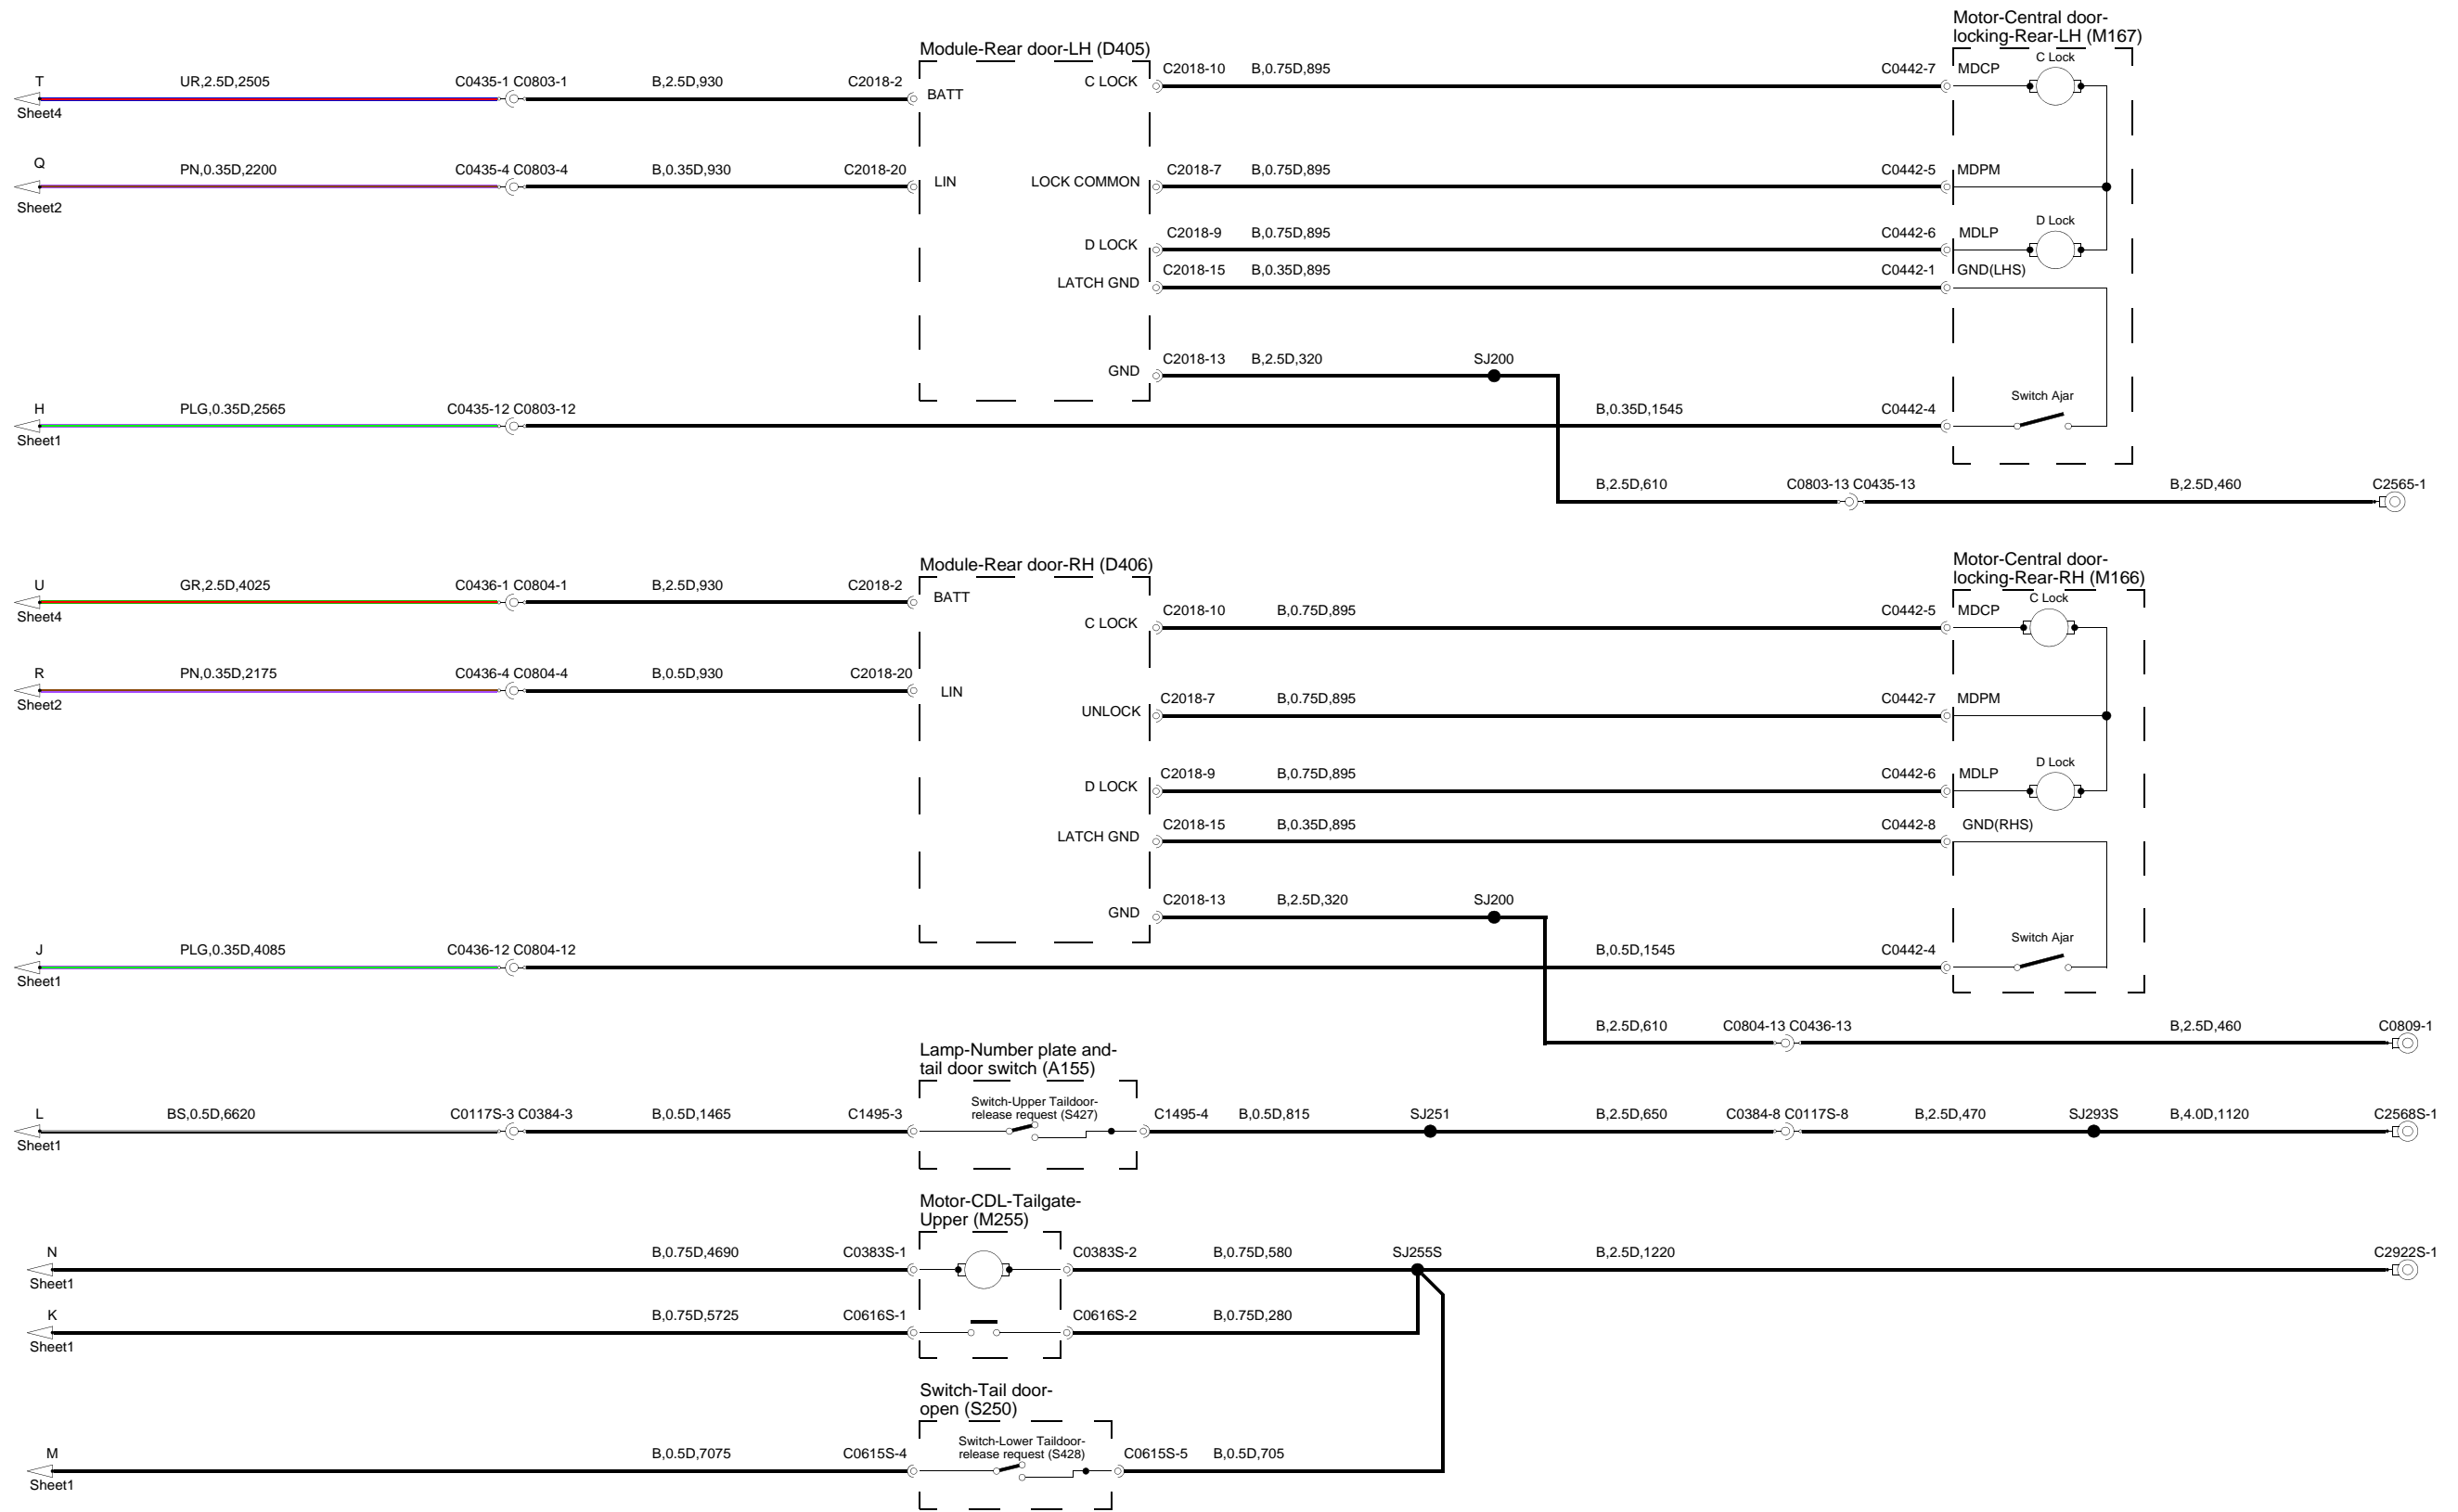 Motor-Central door-
locking-Rear-LH (M167)
Module-Rear door-LH (D405)
T UR,2.5D,2505 C0435-1 C0803-1 B,2.5D,930 C2018-2 BATT C LOCK C2018-10 B,0.75D,895 C0442-7 MDCP C Lock
Sheet4
Q PN,0.35D,2200 C0435-4 C0803-4 B,0.35D,930 C2018-20 LIN LOCK COMMON C2018-7 B,0.75D,895 C0442-5 MDPM
Sheet2
D LOCK C2018-9 B,0.75D,895 C0442-6 MDLP D Lock
LATCH GND C2018-15 B,0.35D,895 C0442-1 GND(LHS)
GND C2018-13 B,2.5D,320 SJ200
H PLG,0.35D,2565 C0435-12 C0803-12 B,0.35D,1545 C0442-4 Switch Ajar
Sheet1
B,2.5D,610 C0803-13 C0435-13 B,2.5D,460 C2565-1
Module-Rear door-RH (D406)
Motor-Central door-
locking-Rear-RH (M166)
U GR,2.5D,4025 C0436-1 C0804-1 B,2.5D,930 C2018-2 BATT
Sheet4
C LOCK C2018-10 B,0.75D,895 C0442-5 MDCP C Lock
R PN,0.35D,2175 C0436-4 C0804-4 B,0.5D,930 C2018-20 LIN
Sheet2
UNLOCK C2018-7 B,0.75D,895 C0442-7 MDPM
D LOCK C2018-9 B,0.75D,895 C0442-6 MDLP D Lock
LATCH GND C2018-15 B,0.35D,895 C0442-8 GND(RHS)
GND C2018-13 B,2.5D,320 SJ200
J PLG,0.35D,4085 C0436-12 C0804-12 B,0.5D,1545 C0442-4 Switch Ajar
Sheet1
B,2.5D,610 C0804-13 C0436-13 B,2.5D,460 C0809-1
Lamp-Number plate and-
tail door switch (A155)
Switch-Upper Taildoor-
release request (S427)
L BS,0.5D,6620 C0117S-3 C0384-3 B,0.5D,1465 C1495-3 C1495-4 B,0.5D,815 SJ251 B,2.5D,650 C0384-8 C0117S-8 B,2.5D,470 SJ293S B,4.0D,1120 C2568S-1
Sheet1
Motor-CDL-Tailgate-
Upper (M255)
N B,0.75D,4690 C0383S-1 C0383S-2 B,0.75D,580 SJ255S B,2.5D,1220 C2922S-1
Sheet1
K B,0.75D,5725 C0616S-1 C0616S-2 B,0.75D,280
Sheet1
Switch-Tail door-
open (S250)
Switch-Lower Taildoor-
release request (S428)
M B,0.5D,7075 C0615S-4 C0615S-5 B,0.5D,705
Sheet1